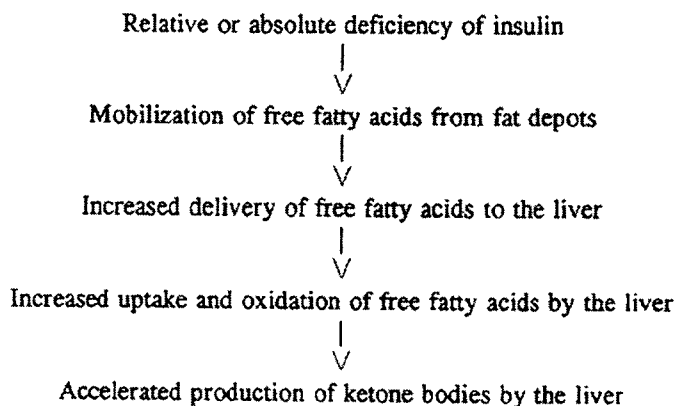 Relative or absolute deficiency of insulin
Mobilization of free fatty acids from fat depots
Increased delivery of free fatty acids to the liver
Increased uptake and oxidation of free fatty acids by the liver
Accelerated production of ketone bodies by the liver